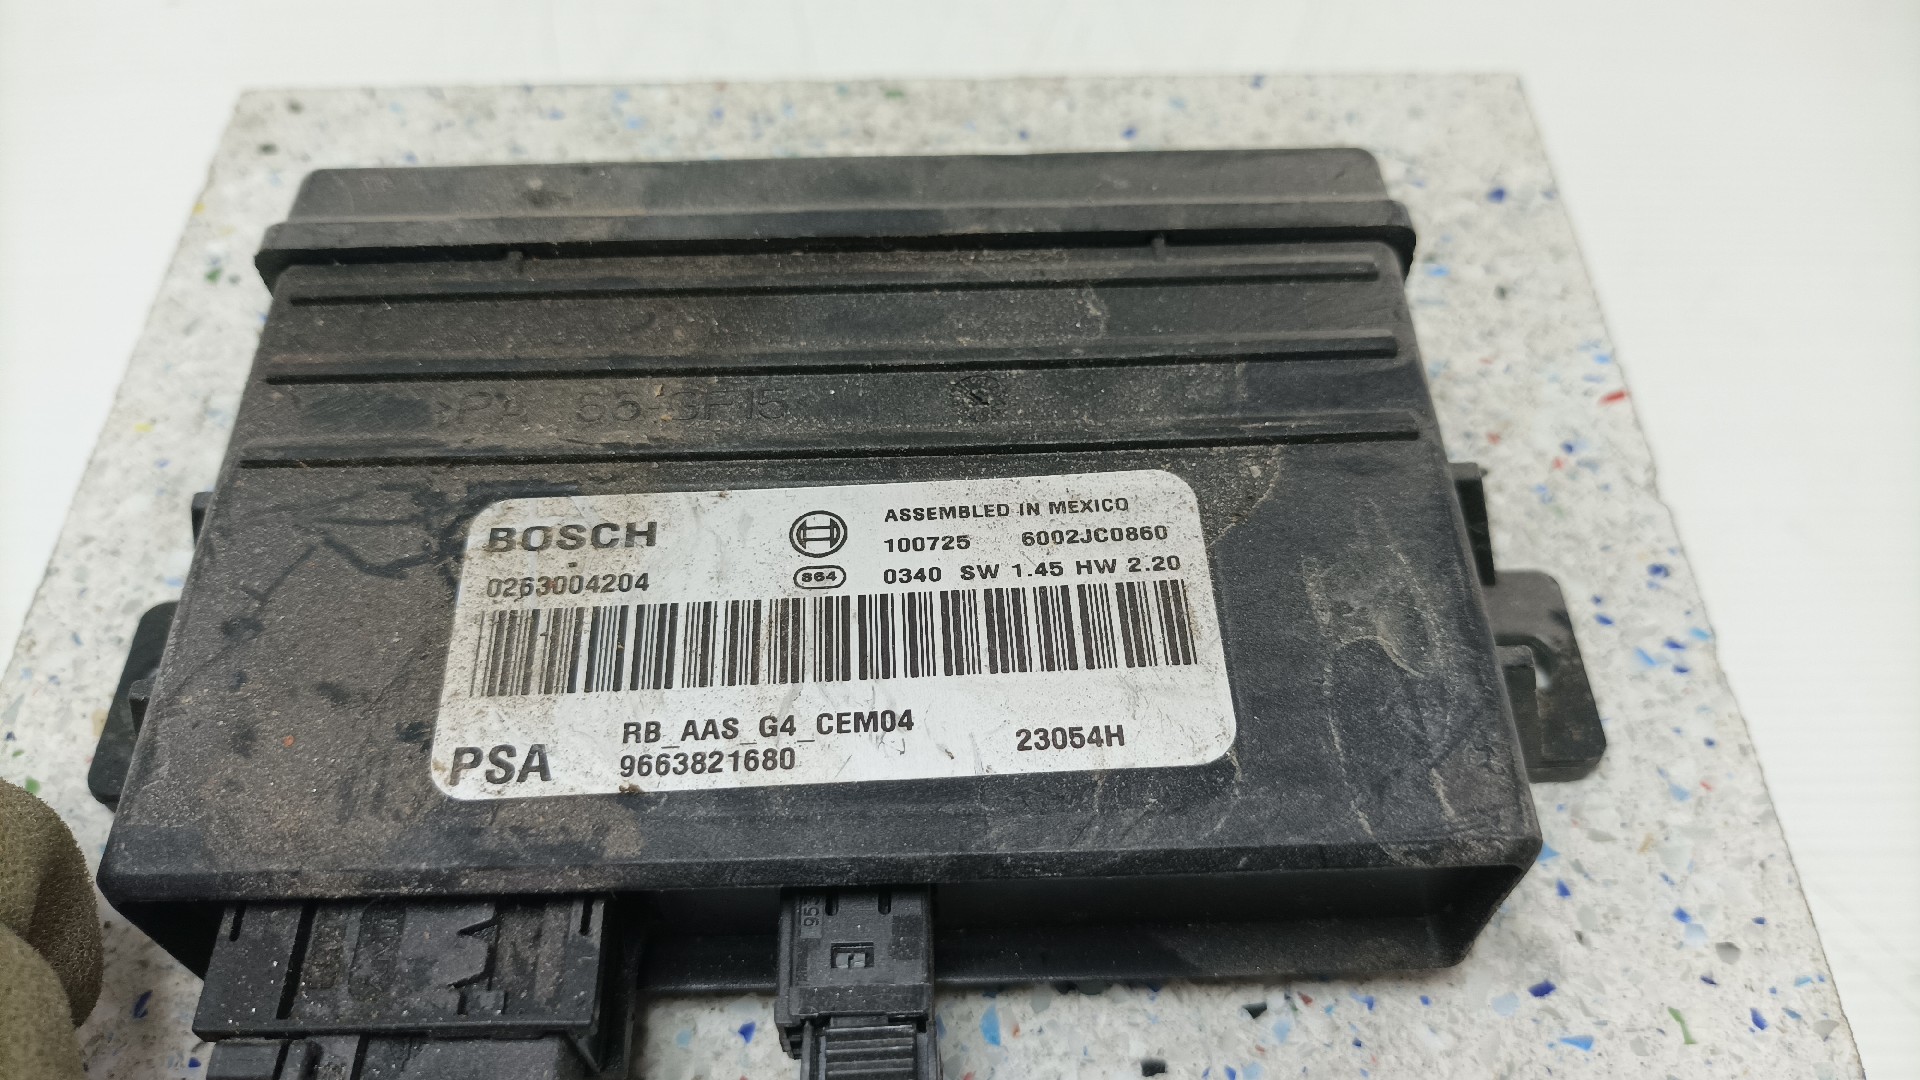 BOSCH
0263004204
864
ASSEMBLED IN MEXICO
100725 6002JC0860
0340 SW 1.45 HW 2.20
RB_AAS_G4_CEM04
PSA 9663821680
23054H
E